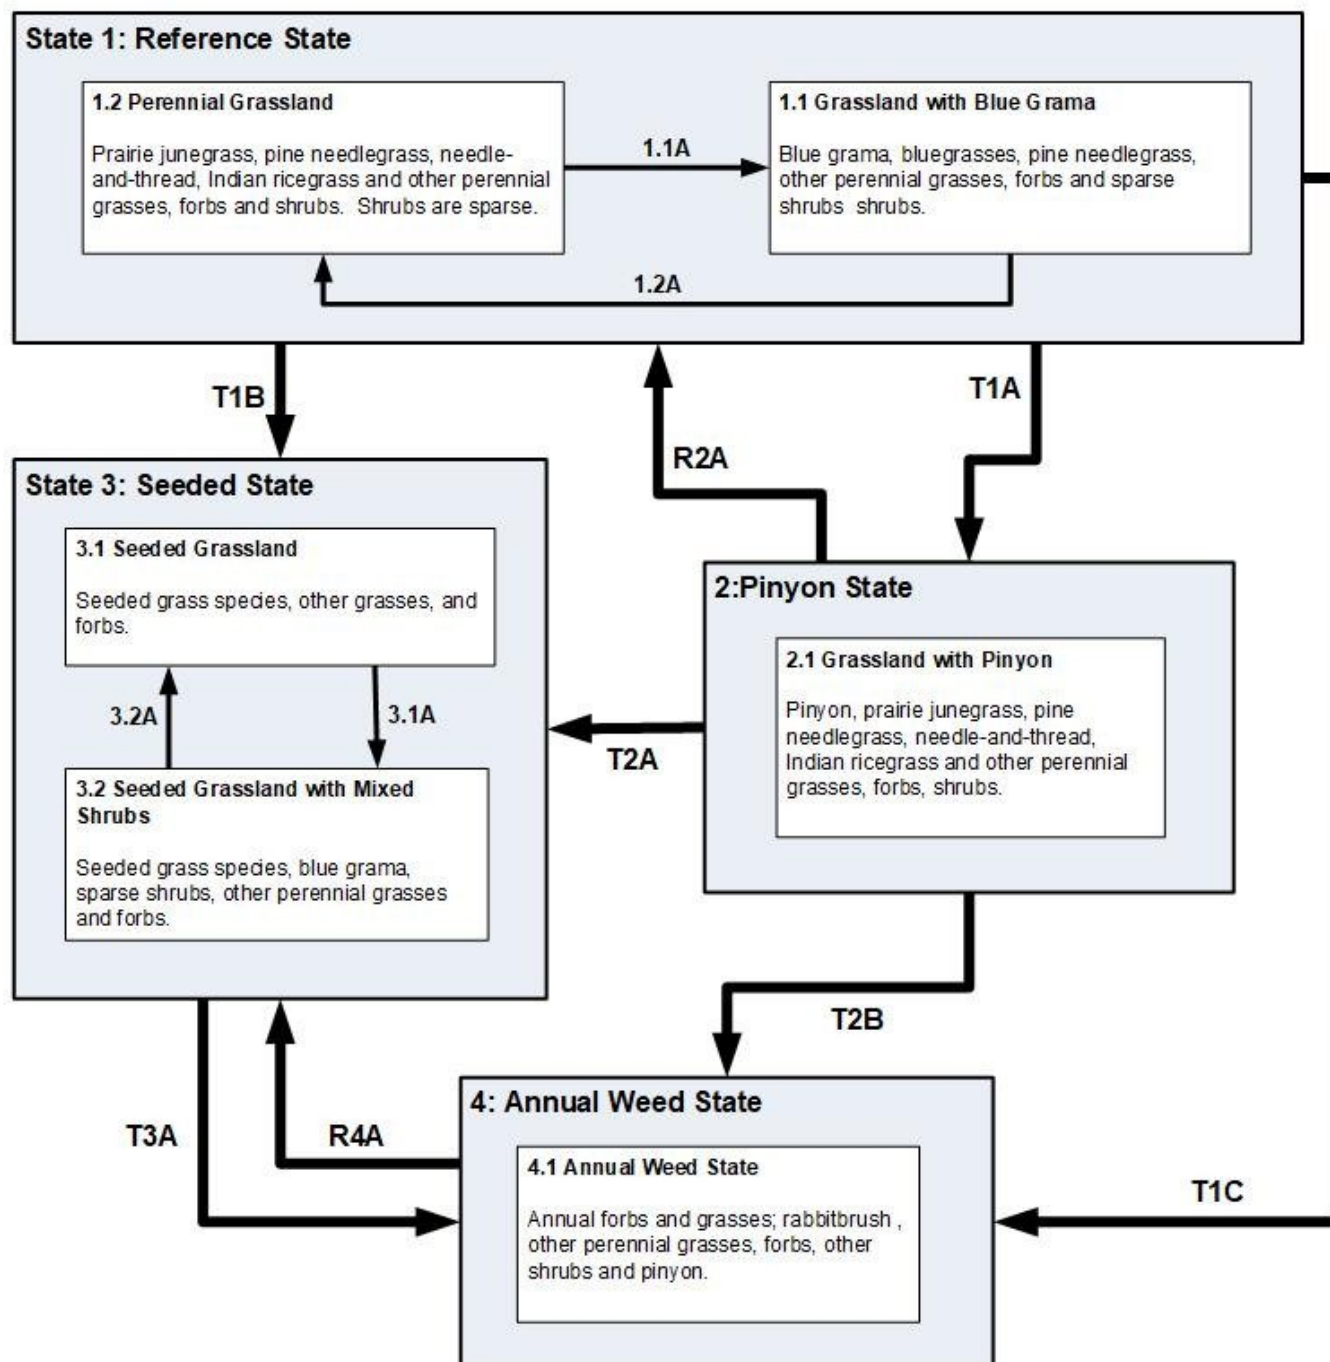 State 1: Reference State
1.2 Perennial Grassland
Prairie junegrass, pine needlegrass, needle-
and-thread, Indian ricegrass and other perennial
grasses, forbs and shrubs. Shrubs are sparse.
1.1A
1.1 Grassland with Blue Grama
Blue grama, bluegrasses, pine needlegrass,
other perennial grasses, forbs and sparse
shrubs shrubs.
1.2A
T1B
T1A
R2A
State 3: Seeded State
3.1 Seeded Grassland
Seeded grass species, other grasses, and
forbs.
3.2A
3.1A
3.2 Seeded Grassland with Mixed
Shrubs
Seeded grass species, blue grama,
sparse shrubs, other perennial grasses
and forbs.
2:Pinyon State
2.1 Grassland with Pinyon
Pinyon, prairie junegrass, pine
needlegrass, needle-and-thread,
Indian ricegrass and other perennial
grasses, forbs, shrubs.
T2A
T2B
T3A
R4A
4: Annual Weed State
4.1 Annual Weed State
Annual forbs and grasses; rabbitbrush ,
other perennial grasses, forbs, other
shrubs and pinyon.
T1C